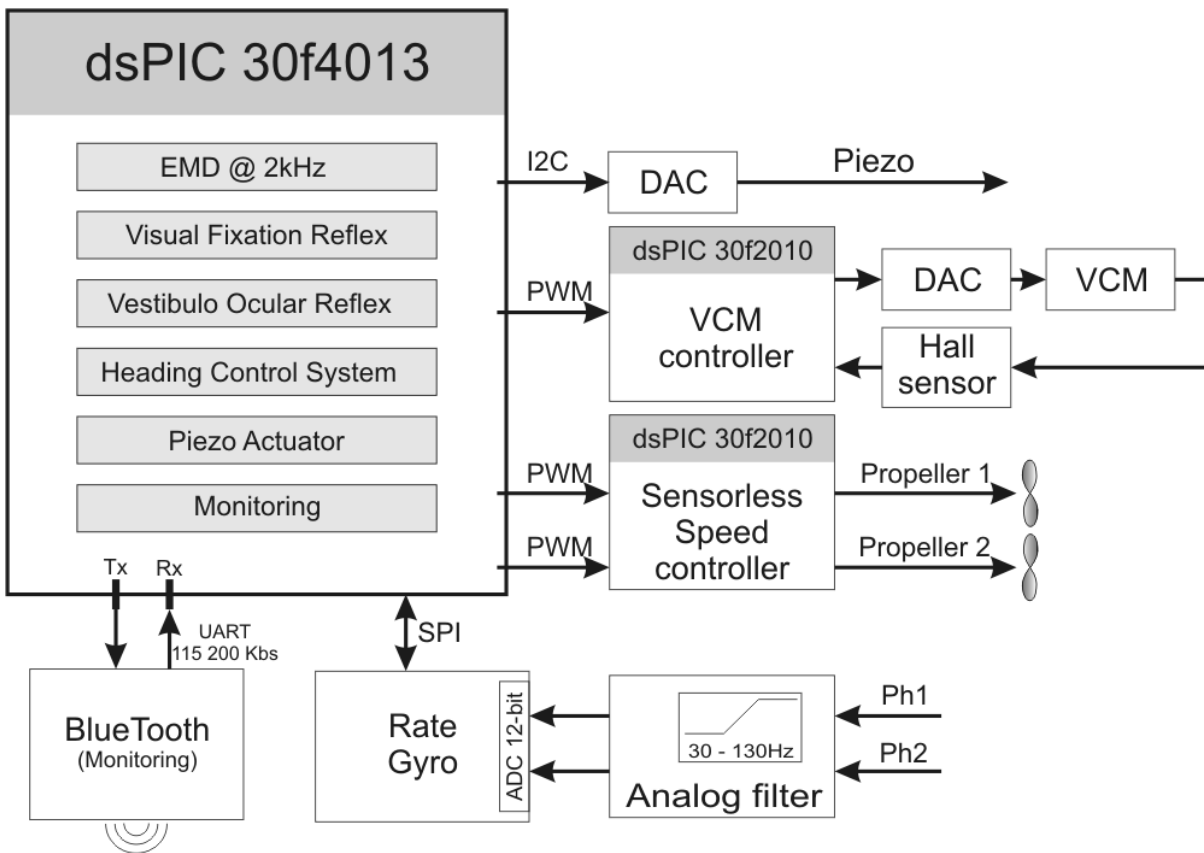 dsPIC 30f4013
EMD @ 2kHz
Visual Fixation Reflex
Vestibulo Ocular Reflex
Heading Control System
Piezo Actuator
Monitoring
Tx
Rx
I2C
DAC
Piezo
PWM
dsPIC 30f2010
VCM
controller
DAC
VCM
Hall
sensor
PWM
PWM
dsPIC 30f2010
Sensorless
Speed
controller
Propeller 1
Propeller 2
UART
115 200 Kbs
BlueTooth
(Monitoring)
SPI
Rate
Gyro
ADC 12-bit
30 - 130Hz
Analog filter
Ph1
Ph2